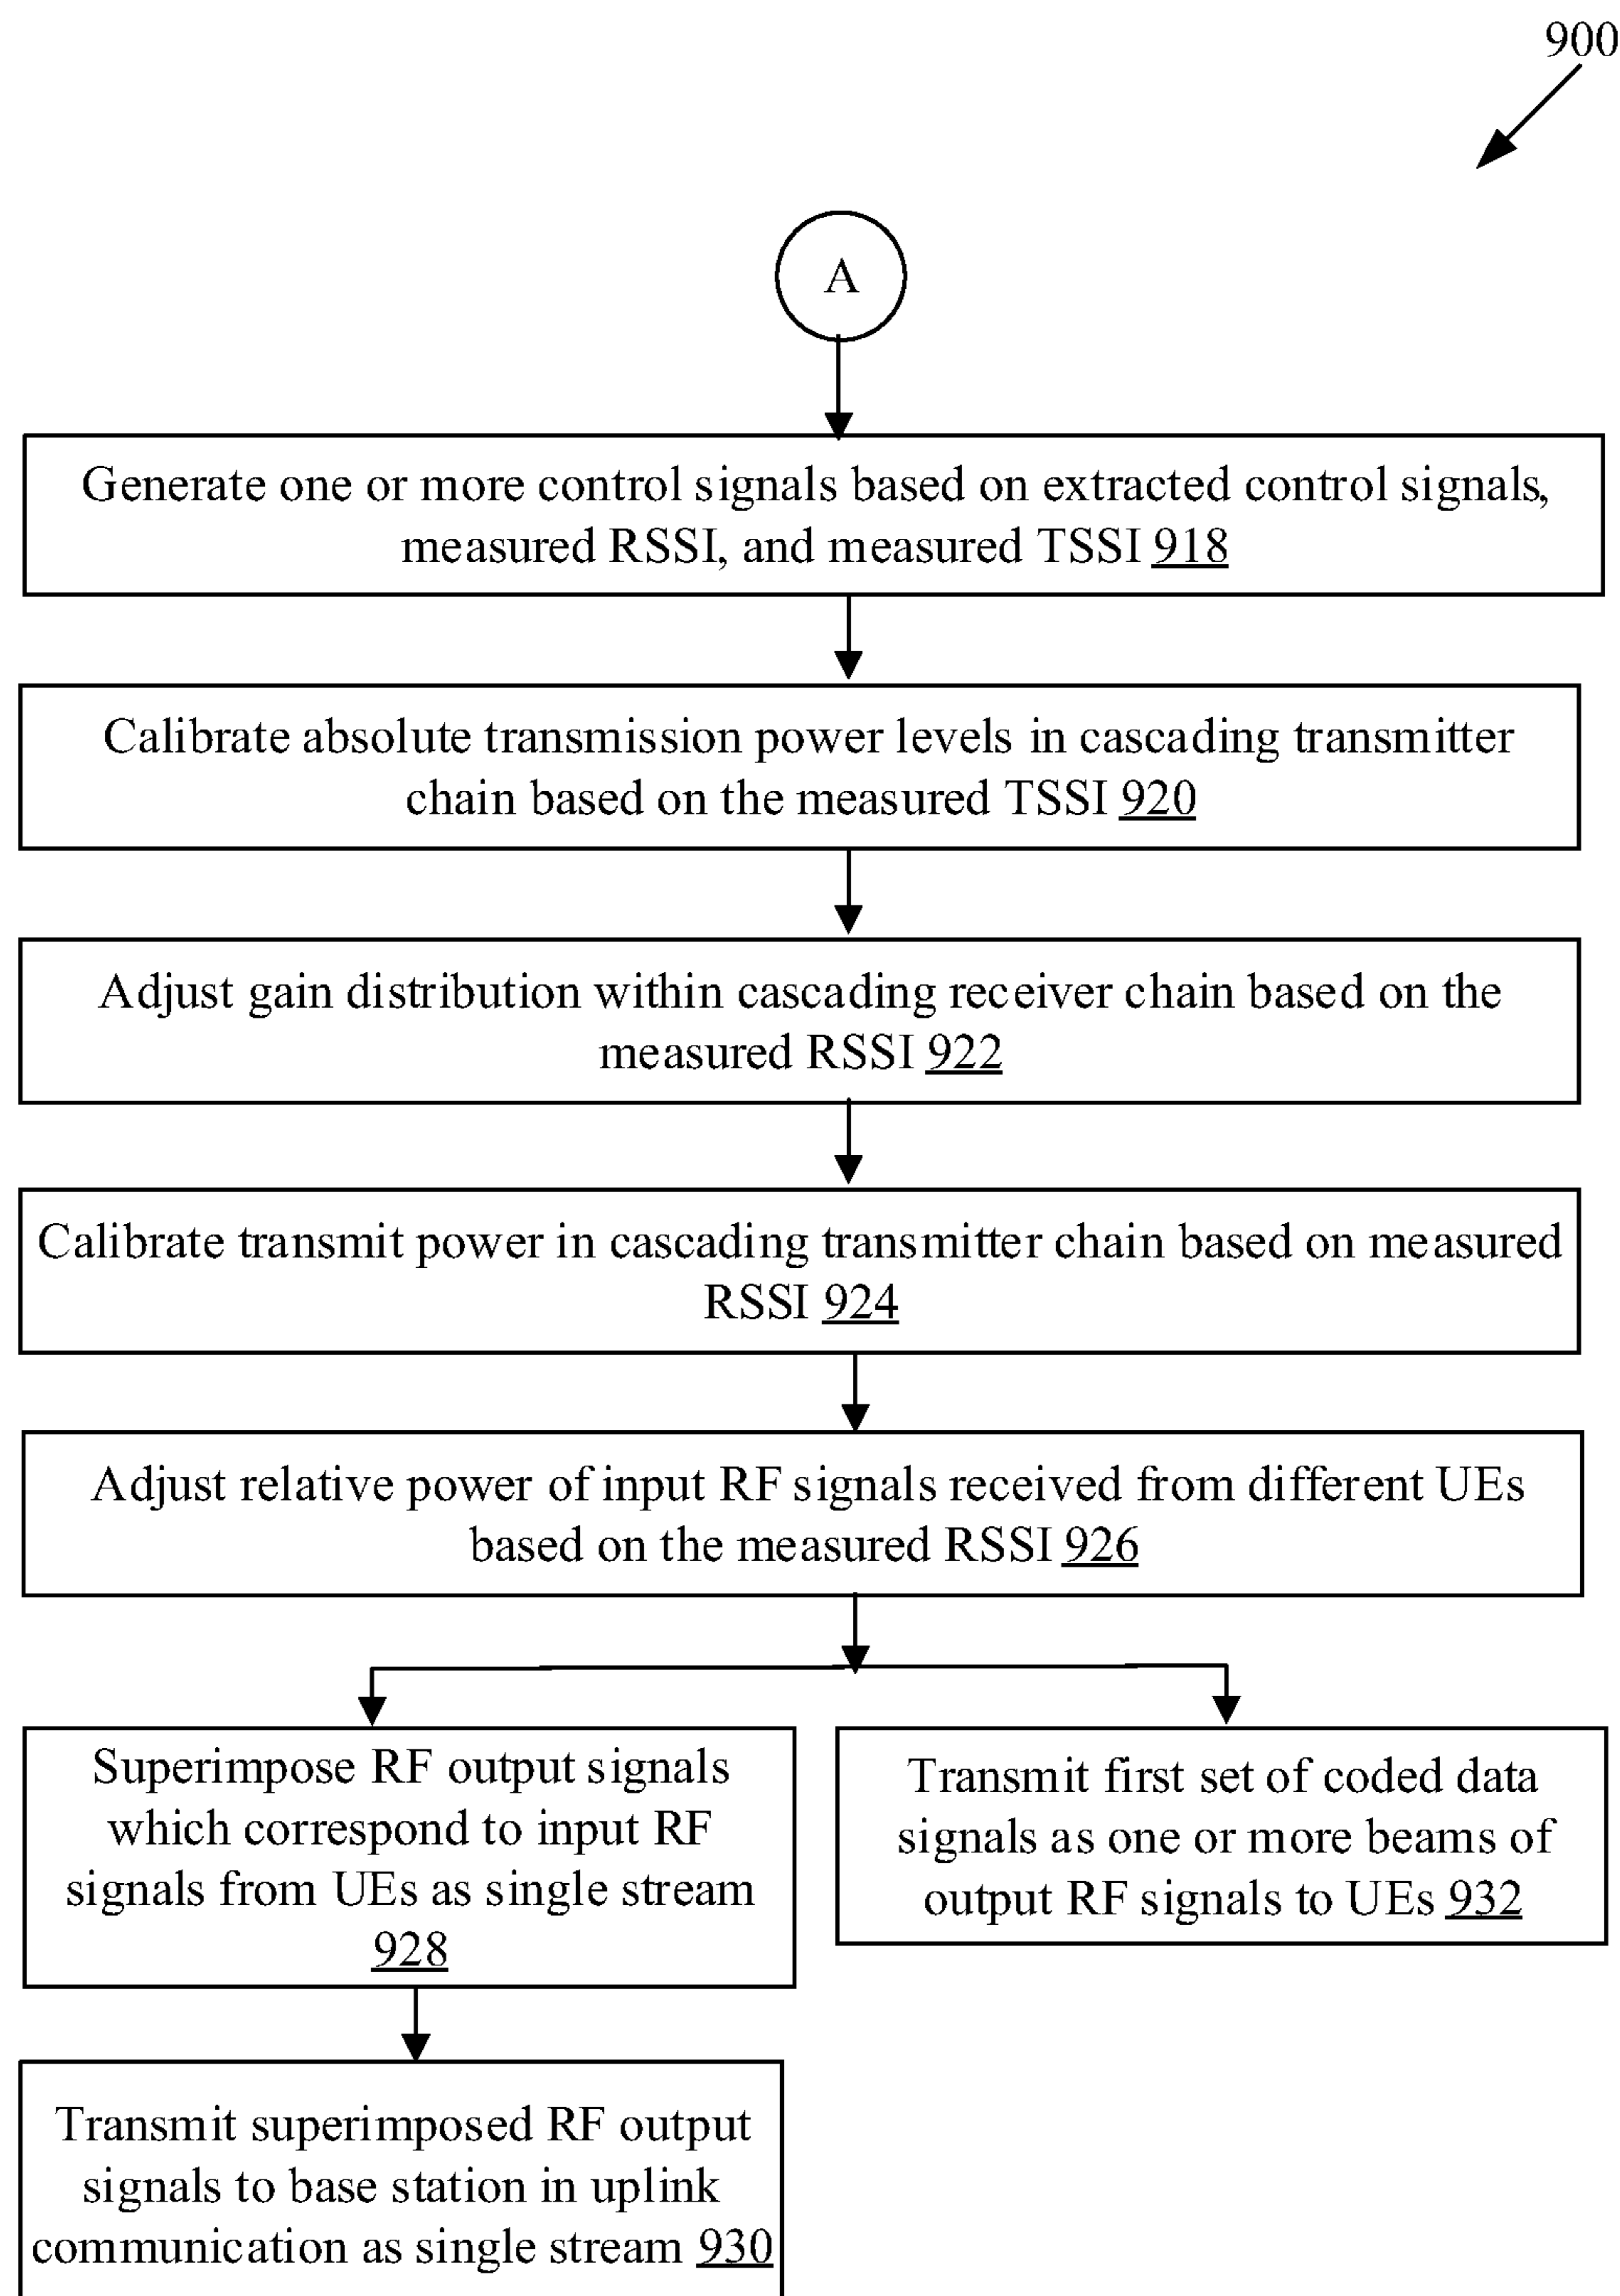 900
A
Generate one or more control signals based on extracted control signals,
measured RSSI, and measured TSSI 918
Calibrate absolute transmission power levels in cascading transmitter
chain based on the measured TSSI 920
Adjust gain distribution within cascading receiver chain based on the
measured RSSI 922
Calibrate transmit power in cascading transmitter chain based on measured
RSSI 924
Adjust relative power of input RF signals received from different UEs
based on the measured RSSI 926
Superimpose RF output signals
which correspond to input RF
signals from UEs as single stream
928
Transmit first set of coded data
signals as one or more beams of
output RF signals to UEs 932
Transmit superimposed RF output
signals to base station in uplink
communication as single stream 930